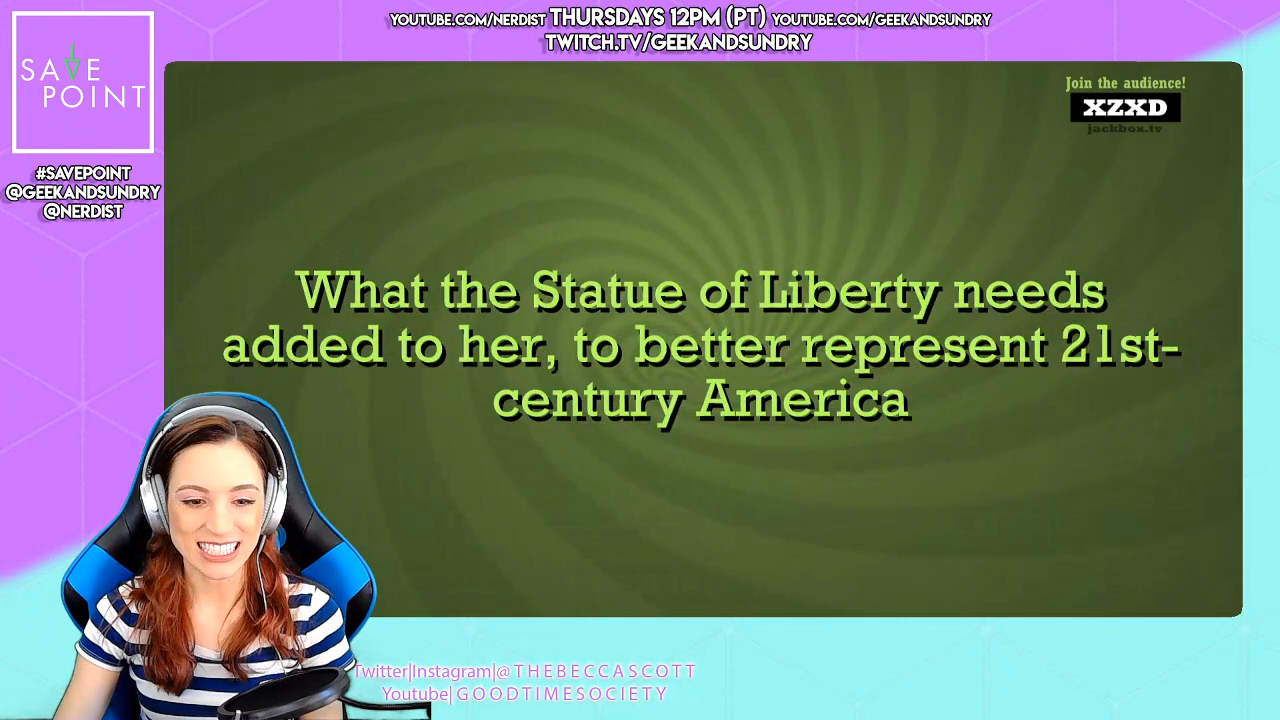 YOUTUBE.COM/NERDIST THURSDAYS 12PM (PT) YOUTUBE.COM/GEEKANDSUNDRY
TWITCH.TV/GEEKANDSUNDRY
SAVE
POINT
#SAVEPOINT
@GEEKANDSUNDRY
@NERDIST
Join the audience!
XZXD
jackbox.tv
What the Statue of Liberty needs
added to her, to better represent 21st-
century America
Twitter|Instagram|@THEBECCASCOTT
Youtube|GOODTIMESOCIETY